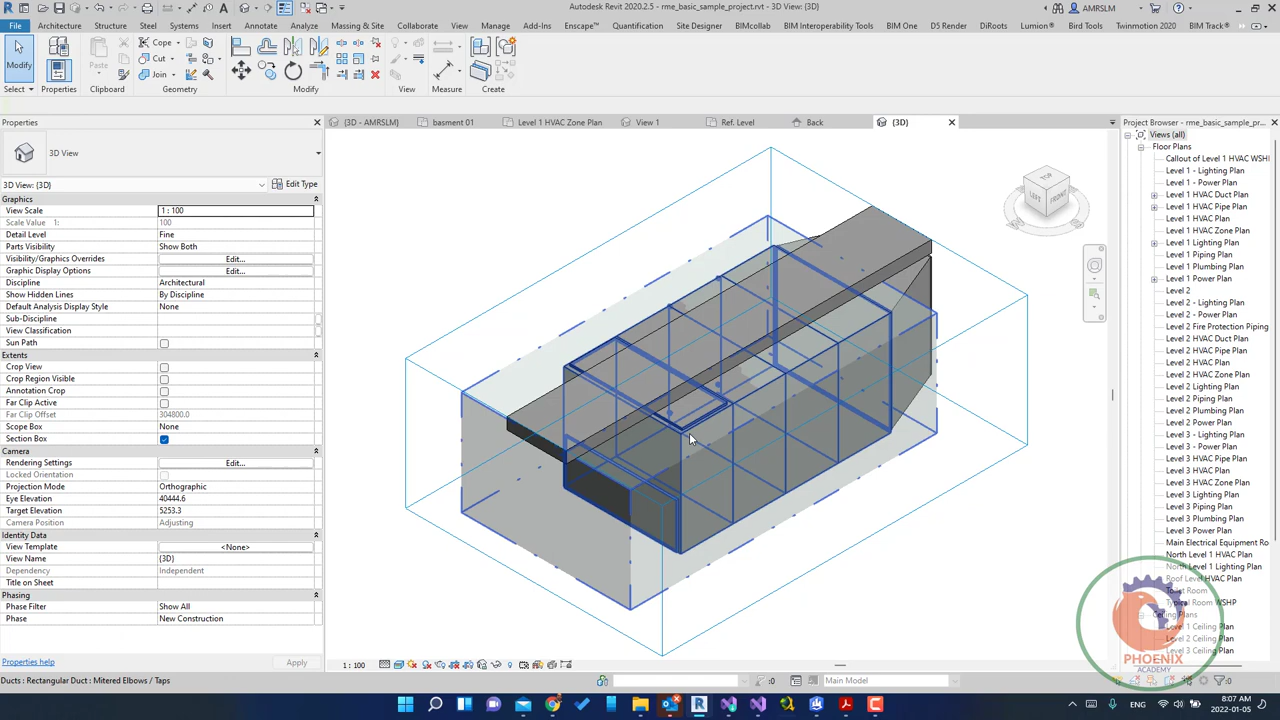 Autodesk Revit 2020.2.5 - rme_basic_sample_project.rvt - 3D View: {3D}
AMRSLM
File Architecture Structure Steel Systems Insert Annotate Analyze Massing & Site Collaborate View Manage Add-Ins Enscape™ Quantification Site Designer BIMcollab BIM Interoperability Tools BIM One D5 Render DiRoots Lumion® Bird Tools Twinmotion 2020 BIM Track®
Modify Paste Cope Cut Join
Select Properties Clipboard Geometry Modify View Measure Create
Properties
{3D - AMRSLM} basment 01 Level 1 HVAC Zone Plan View 1 Ref. Level Back {3D}
3D View
3D View: {3D} Edit Type
Graphics
View Scale 1 : 100
Scale Value 1: 100
Detail Level Fine
Parts Visibility Show Both
Visibility/Graphics Overrides Edit...
Graphic Display Options Edit...
Discipline Architectural
Show Hidden Lines By Discipline
Default Analysis Display Style None
Sub-Discipline
View Classification
Sun Path
Extents
Crop View
Crop Region Visible
Annotation Crop
Far Clip Active
Far Clip Offset 304800.0
Scope Box None
Section Box
Camera
Rendering Settings Edit...
Locked Orientation
Projection Mode Orthographic
Eye Elevation 40444.6
Target Elevation 5253.3
Camera Position Adjusting
Identity Data
View Template <None>
View Name {3D}
Dependency Independent
Title on Sheet
Phasing
Phase Filter Show All
Phase New Construction
Properties help Apply
TOP
LEFT FRONT
Project Browser - rme_basic_sample_pr...
Views (all)
Floor Plans
Callout of Level 1 HVAC WSHI
Level 1 - Lighting Plan
Level 1 - Power Plan
Level 1 HVAC Duct Plan
Level 1 HVAC Pipe Plan
Level 1 HVAC Plan
Level 1 HVAC Zone Plan
Level 1 Lighting Plan
Level 1 Piping Plan
Level 1 Plumbing Plan
Level 1 Power Plan
Level 2
Level 2 - Lighting Plan
Level 2 - Power Plan
Level 2 Fire Protection Piping
Level 2 HVAC Duct Plan
Level 2 HVAC Pipe Plan
Level 2 HVAC Plan
Level 2 HVAC Zone Plan
Level 2 Lighting Plan
Level 2 Piping Plan
Level 2 Plumbing Plan
Level 2 Power Plan
Level 3 - Lighting Plan
Level 3 - Power Plan
Level 3 HVAC Pipe Plan
Level 3 HVAC Plan
Level 3 HVAC Zone Plan
Level 3 Lighting Plan
Level 3 Piping Plan
Level 3 Plumbing Plan
Level 3 Power Plan
Main Electrical Equipment Ro
North Level 1 HVAC Plan
North Level 1 Lighting Plan
Roof Level HVAC Plan
Toilet Room
Typical Room WSHP
Ceiling Plans
Level 1 Ceiling Plan
Level 2 Ceiling Plan
Level 3 Ceiling Plan
PHOENIX
ACADEMY
1 : 100
Ducts : Rectangular Duct : Mitered Elbows / Taps
:0 Main Model :0
8:07 AM
2022-01-05